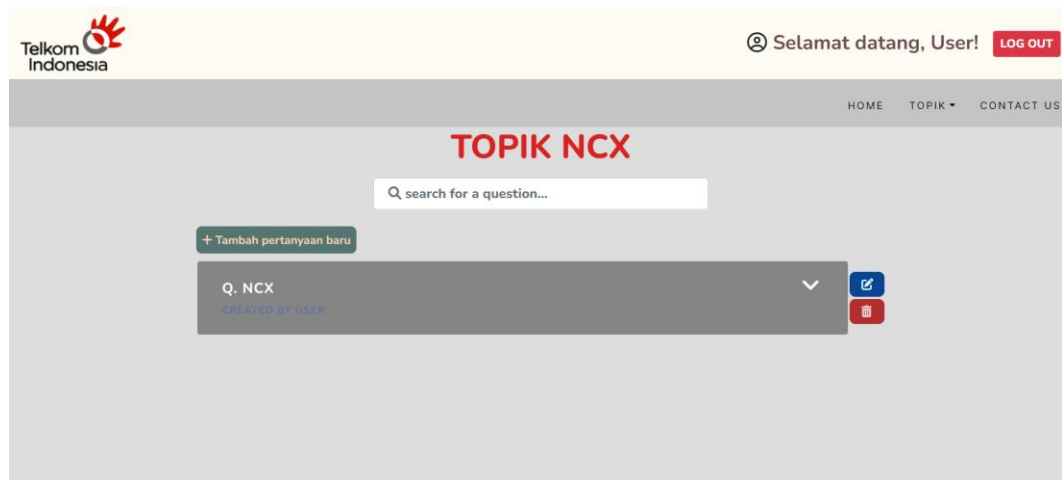 Telkom
Indonesia
Selamat datang, User!
LOG OUT
HOME
TOPIK
CONTACT US
TOPIK NCX
search for a question...
+ Tambah pertanyaan baru
Q. NCX
CREATED BY USER